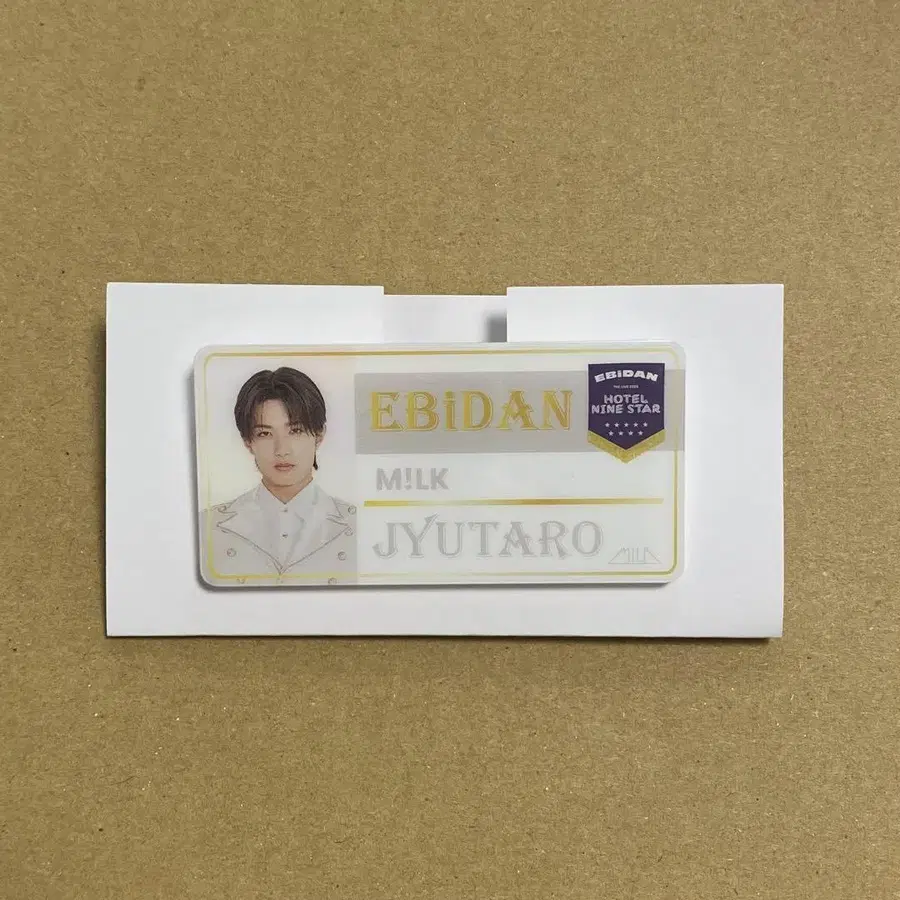 EBiDAN
M!LK
JYUTARO
EBiDAN
HOTEL
NINE STAR
M!LK